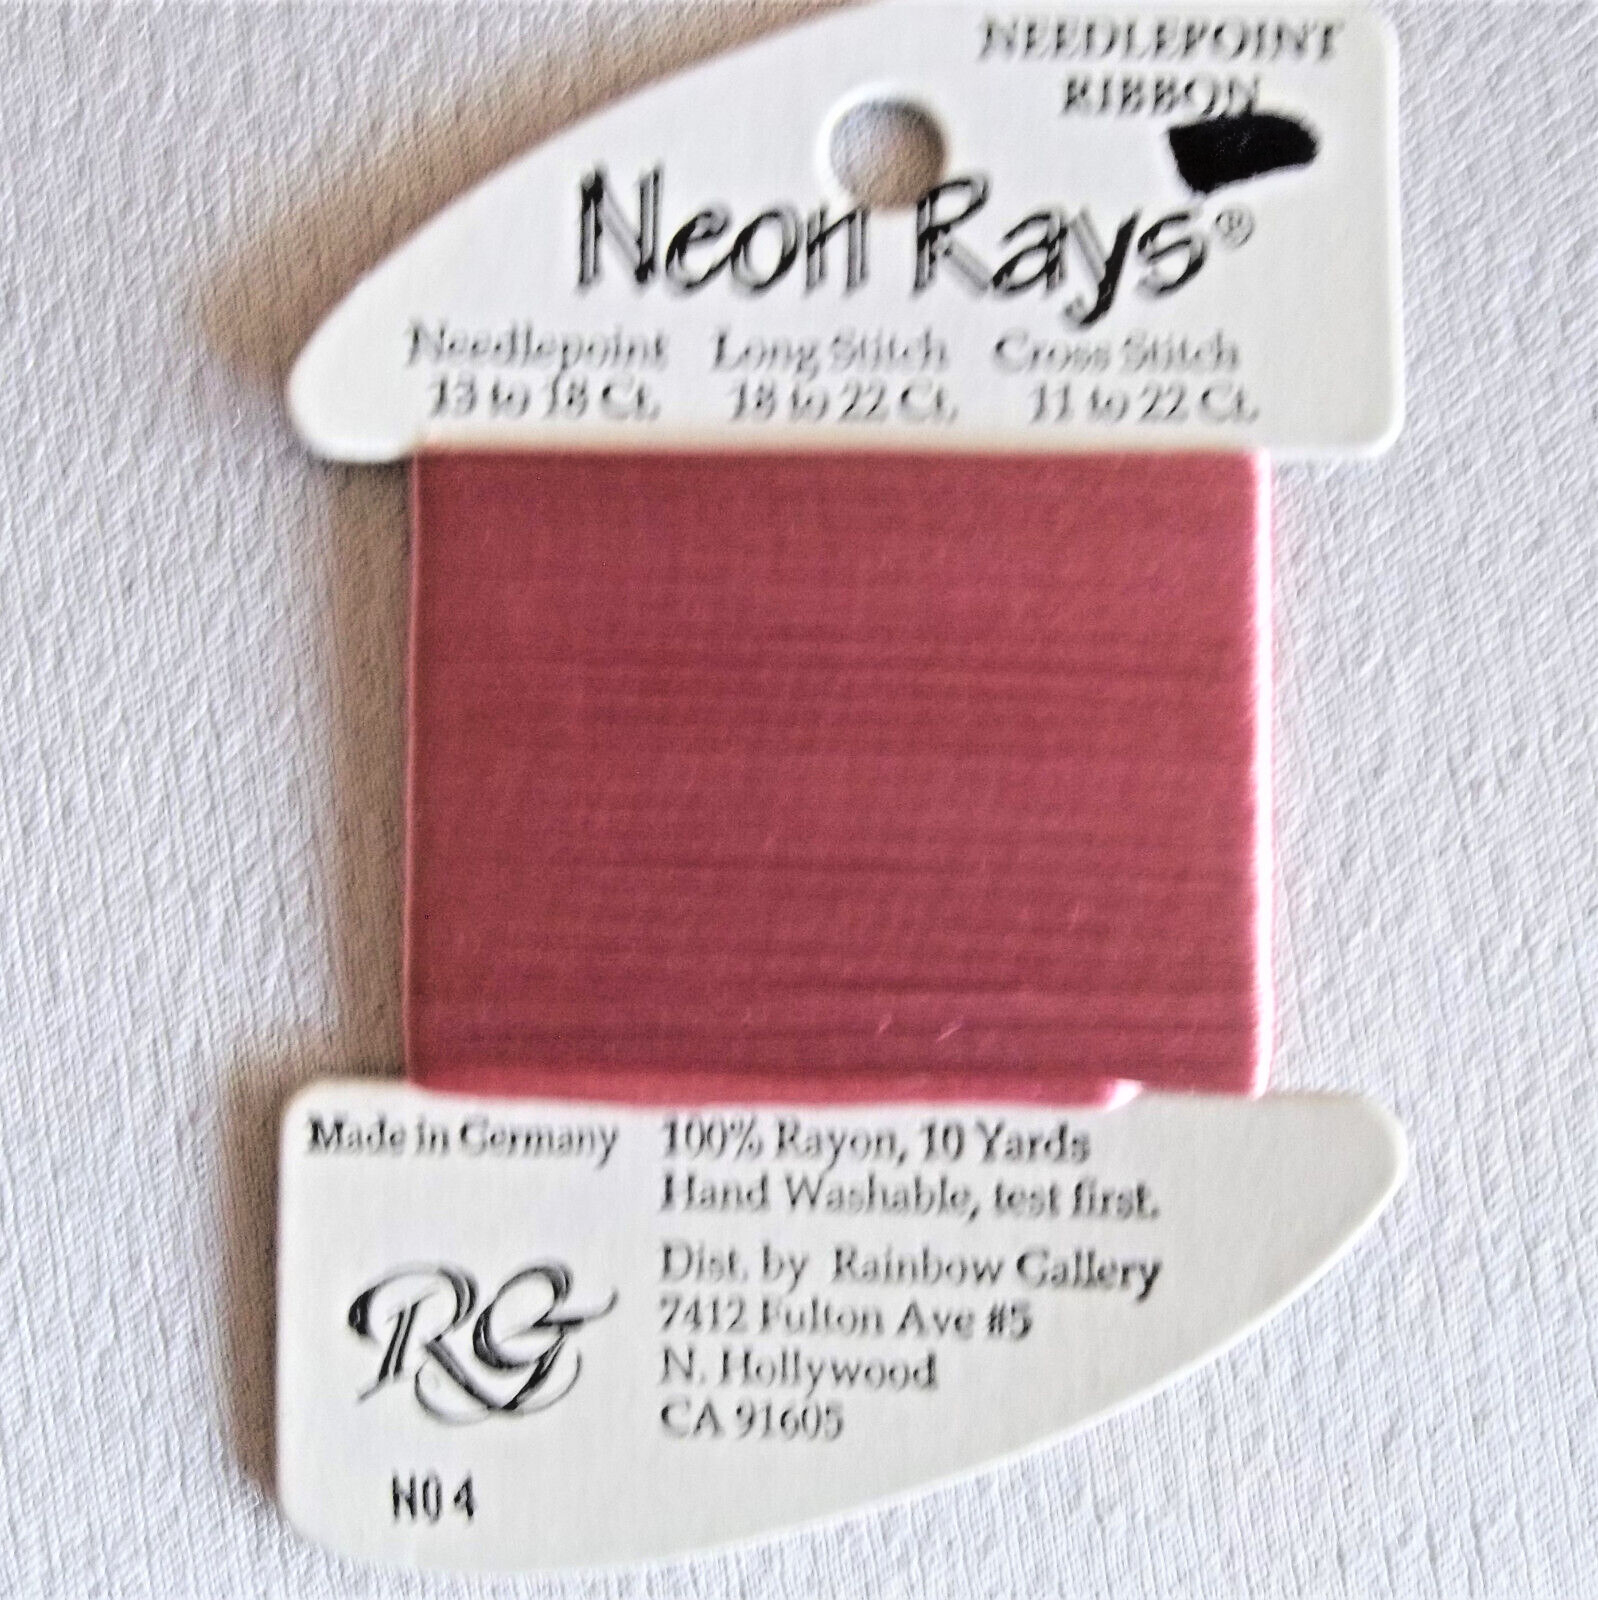 NEEDLEPOINT
RIBBON
Neon Rays®
Needlepoint Long Stitch Cross Stitch
13 to 18 Ct. 18 to 22 Ct. 11 to 22 Ct.
Made in Germany
100% Rayon, 10 Yards
Hand Washable, test first.
Dist. by Rainbow Gallery
7412 Fulton Ave #5
N. Hollywood
CA 91605
RG
N04